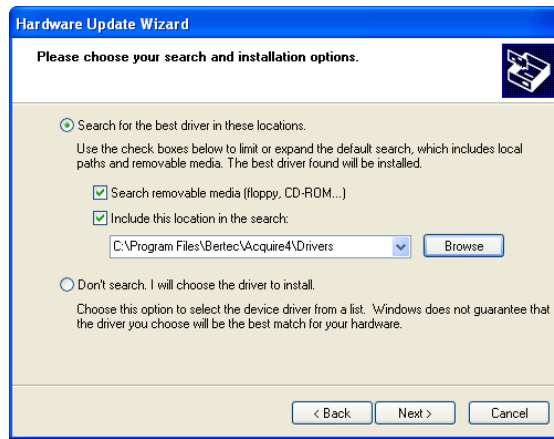 Hardware Update Wizard
Please choose your search and installation options.
Search for the best driver in these locations.
Use the check boxes below to limit or expand the default search, which includes local
paths and removable media. The best driver found will be installed.
Search removable media (floppy, CD-ROM...)
Include this location in the search:
C:\Program Files\Bertec\Acquire4\Drivers
Browse
Don't search. I will choose the driver to install.
Choose this option to select the device driver from a list. Windows does not guarantee that
the driver you choose will be the best match for your hardware.
< Back Next > Cancel